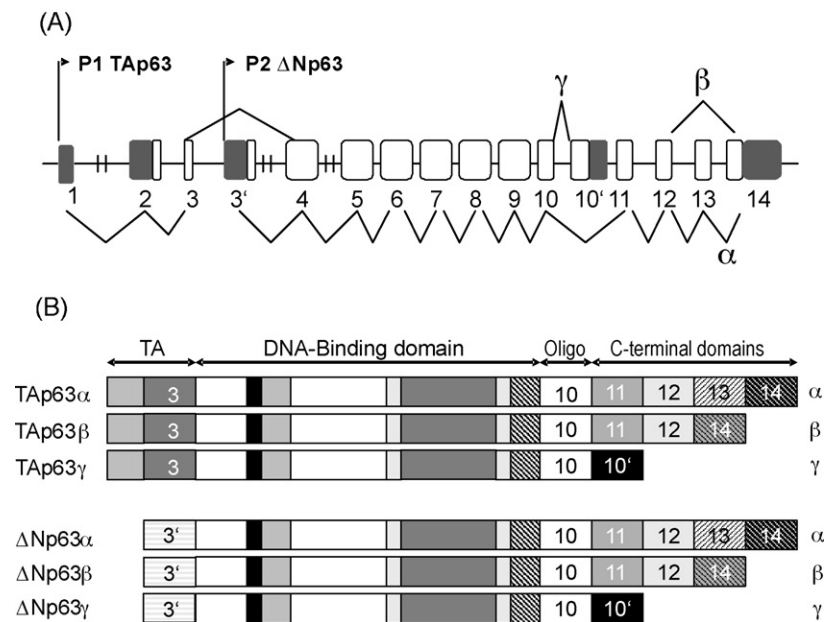 (A)
P1 TAp63 P2 ΔNp63
γ β
1 2 3 3‘ 4 5 6 7 8 9 10 10‘ 11 12 13 14
α
(B)
TA DNA-Binding domain Oligo C-terminal domains
TAp63α 3 10 11 12 13 14 α
TAp63β 3 10 11 12 14 β
TAp63γ 3 10 10‘ γ
ΔNp63α 3‘ 10 11 12 13 14 α
ΔNp63β 3‘ 10 11 12 14 β
ΔNp63γ 3‘ 10 10‘ γ